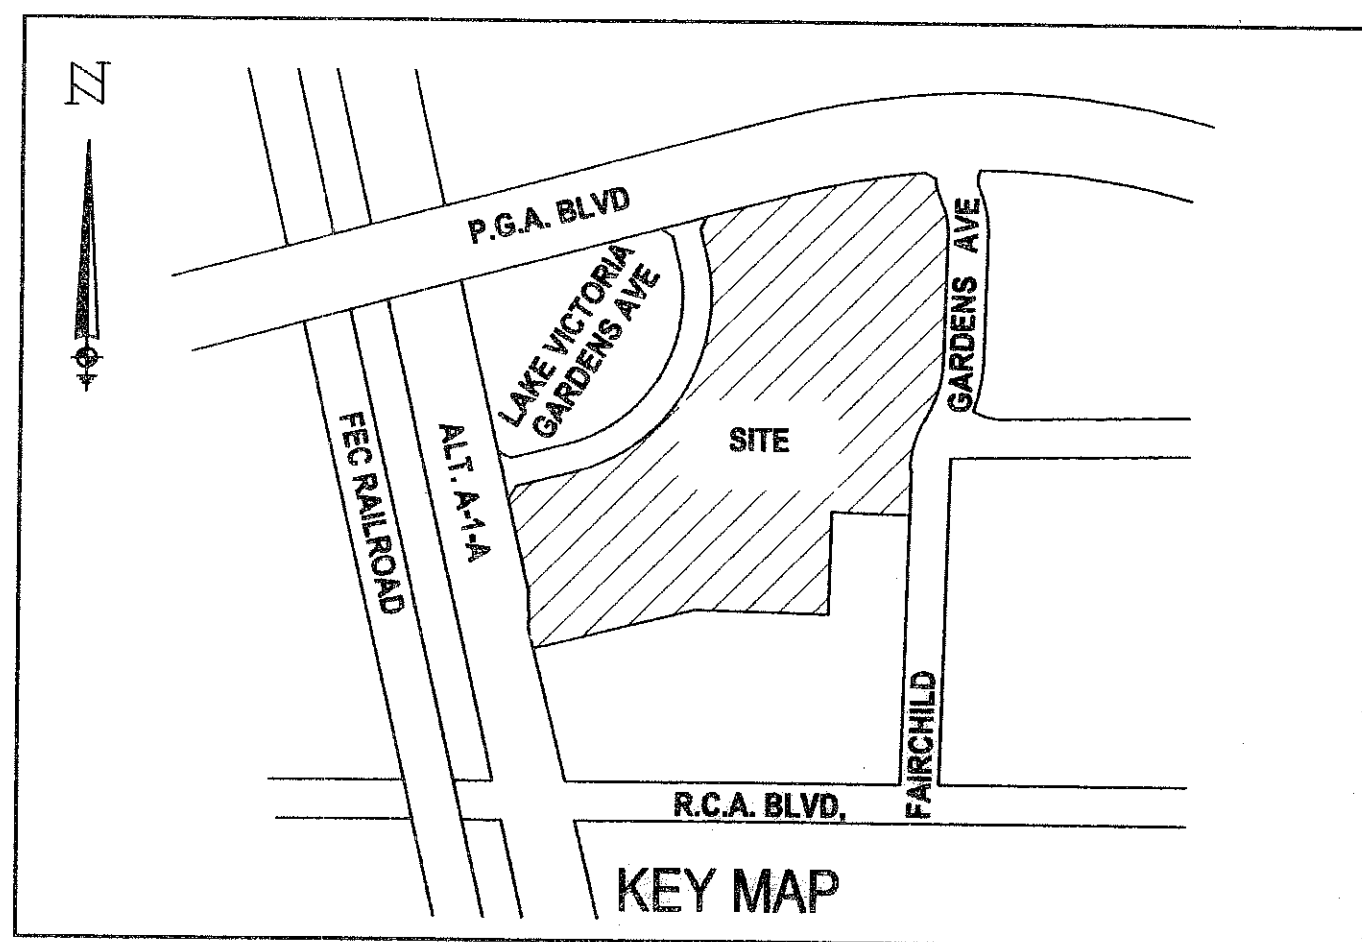 N
P.G.A. BLVD
LAKE VICTORIA
GARDENS AVE
GARDENS AVE
SITE
FEC RAILROAD
ALT. A-1-A
FAIRCHILD
R.C.A. BLVD.
KEY MAP